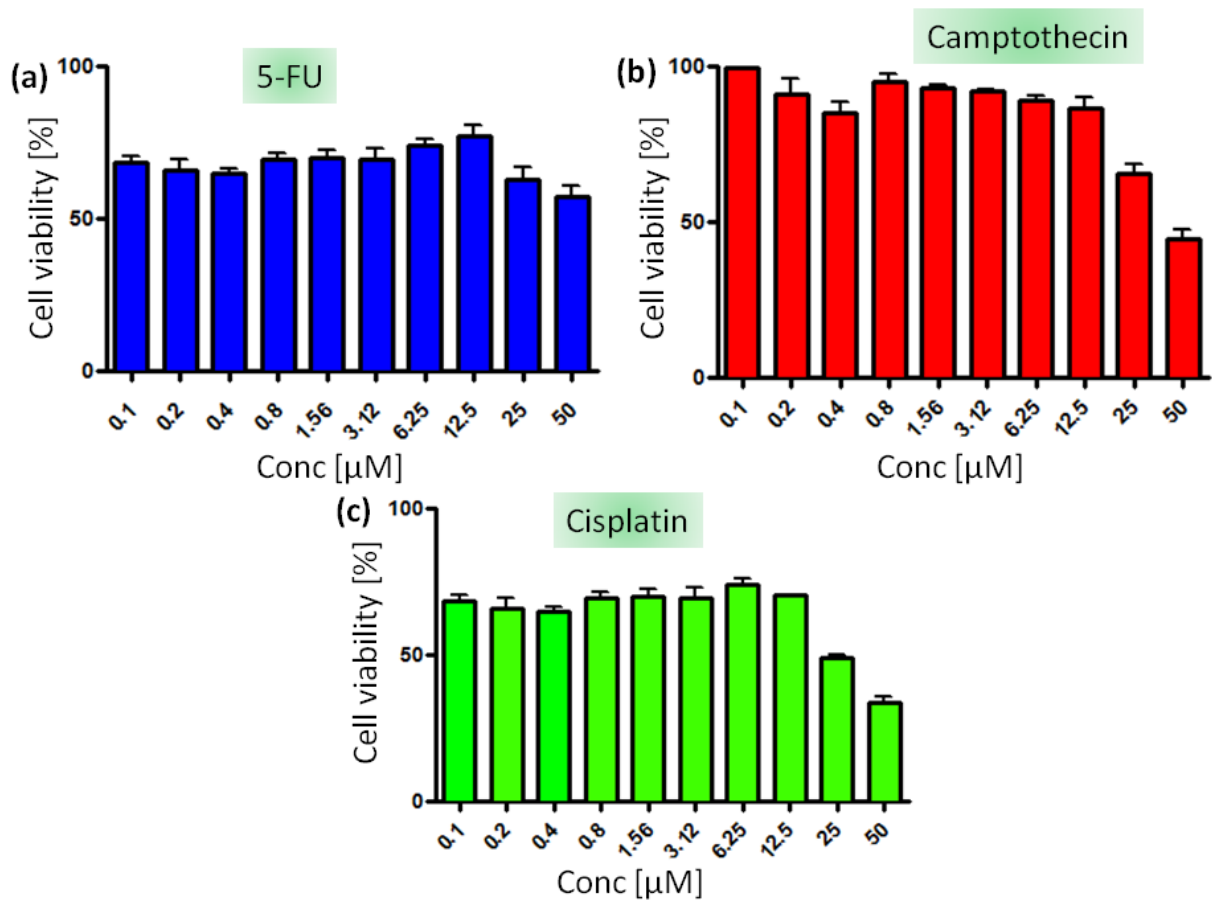 (a)
5-FU
100
50
0
Cell viability [%]
0.1 0.2 0.4 0.8 1.56 3.12 6.25 12.5 25 50
Conc [µM]
(b)
Camptothecin
100
50
0
Cell viability [%]
0.1 0.2 0.4 0.8 1.56 3.12 6.25 12.5 25 50
Conc [µM]
(c)
Cisplatin
100
50
0
Cell viability [%]
0.1 0.2 0.4 0.8 1.56 3.12 6.25 12.5 25 50
Conc [µM]